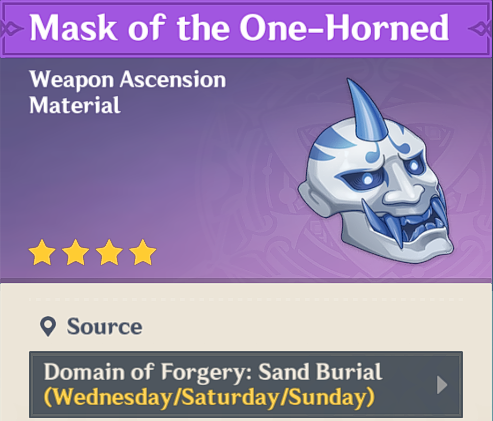 Mask of the One-Horned
Weapon Ascension
Material
Source
Domain of Forgery: Sand Burial
(Wednesday/Saturday/Sunday)